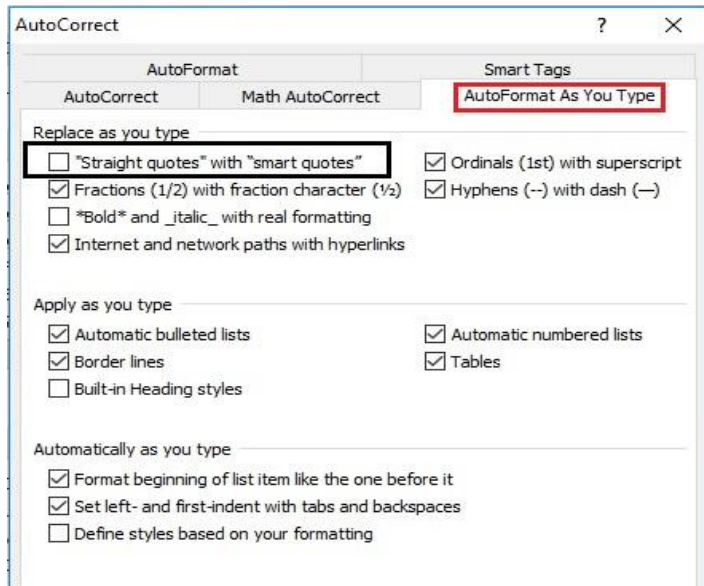 AutoCorrect ? ✕
AutoFormat Smart Tags
AutoCorrect Math AutoCorrect AutoFormat As You Type
Replace as you type
"Straight quotes" with “smart quotes” Ordinals (1st) with superscript
Fractions (1/2) with fraction character (½) Hyphens (--) with dash (—)
*Bold* and _italic_ with real formatting
Internet and network paths with hyperlinks
Apply as you type
Automatic bulleted lists Automatic numbered lists
Border lines Tables
Built-in Heading styles
Automatically as you type
Format beginning of list item like the one before it
Set left- and first-indent with tabs and backspaces
Define styles based on your formatting